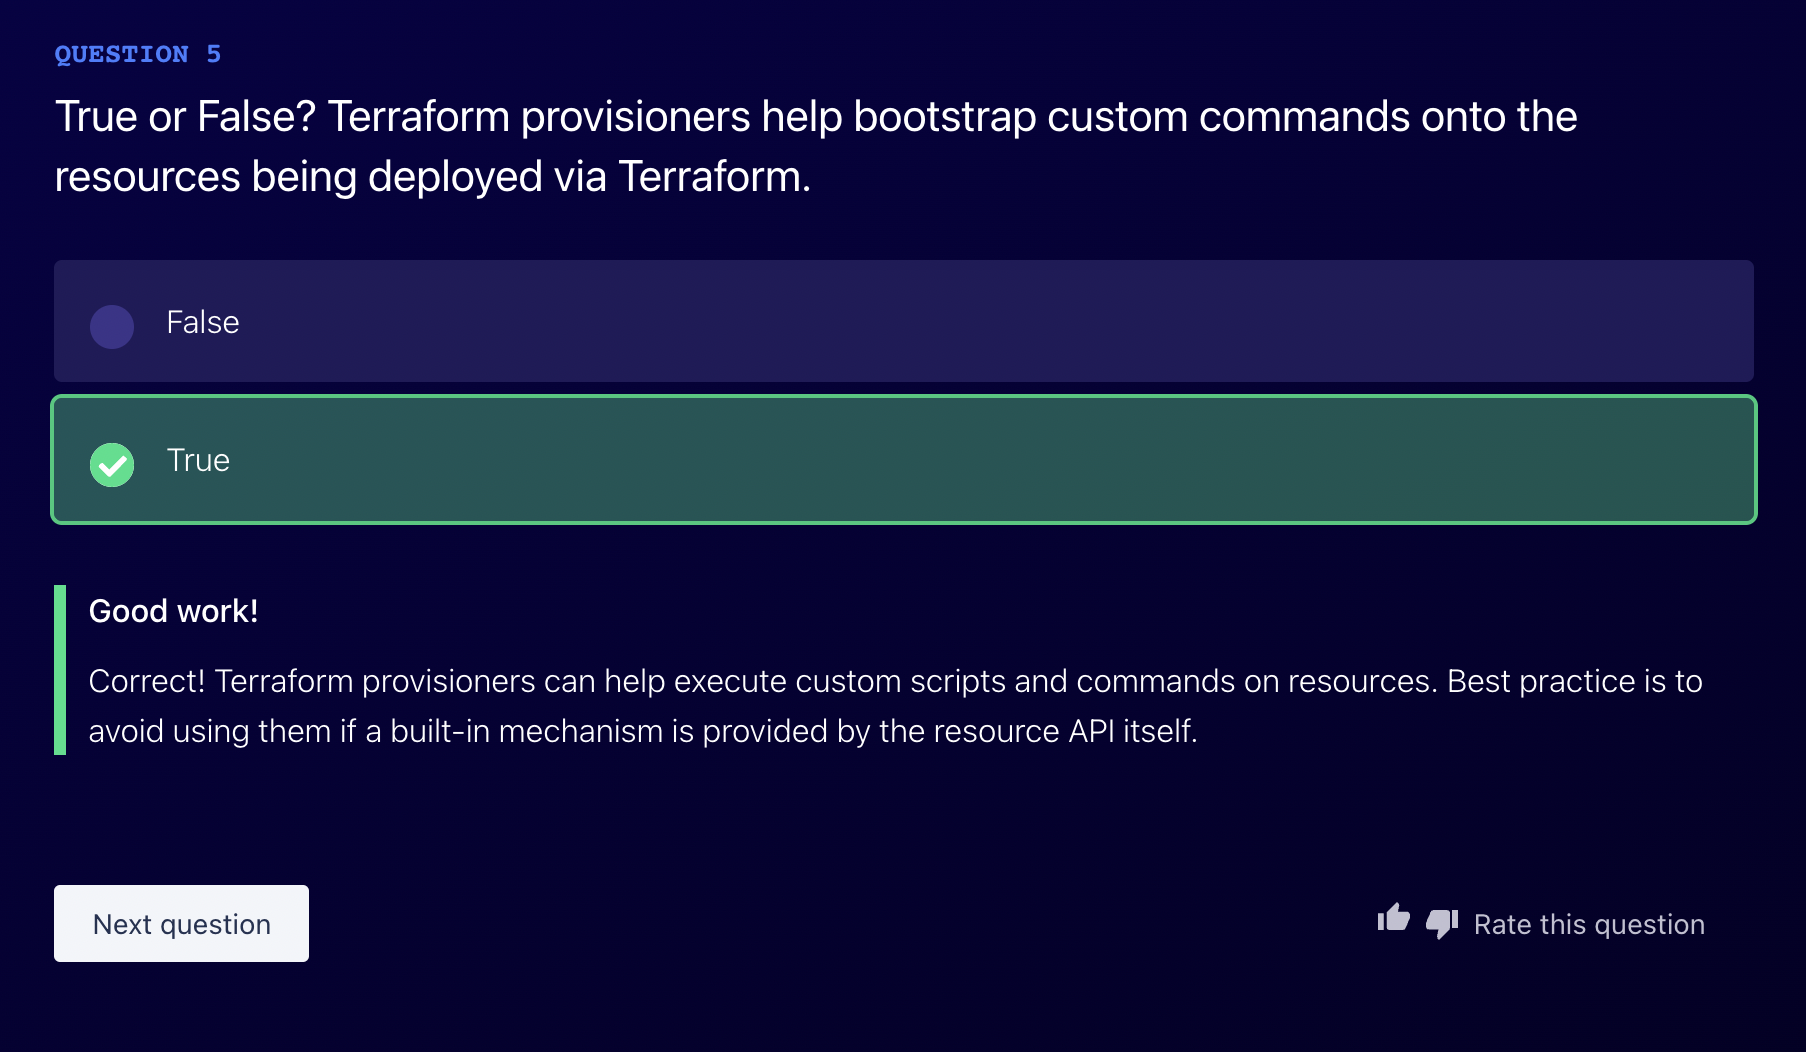 QUESTION 5
True or False? Terraform provisioners help bootstrap custom commands onto the
resources being deployed via Terraform.
False
True
Good work!
Correct! Terraform provisioners can help execute custom scripts and commands on resources. Best practice is to
avoid using them if a built-in mechanism is provided by the resource API itself.
Next question
Rate this question